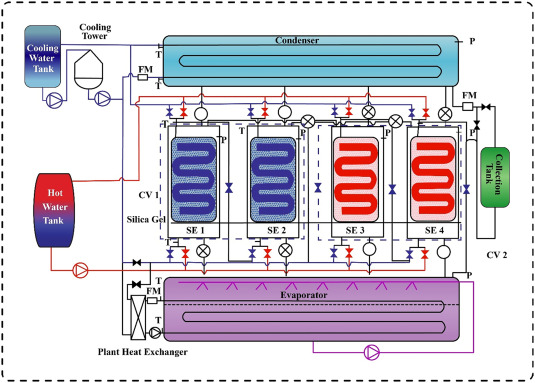 Cooling
Tower
Cooling
Water
Tank
Condenser
T
P
T
FM
FM
T
T
P
P
P
P
Hot
Water
Tank
CV 1
Silica Gel
SE 1
SE 2
SE 3
SE 4
Collection
Tank
CV 2
FM
T
Evaporator
P
T
Plant Heat Exchanger